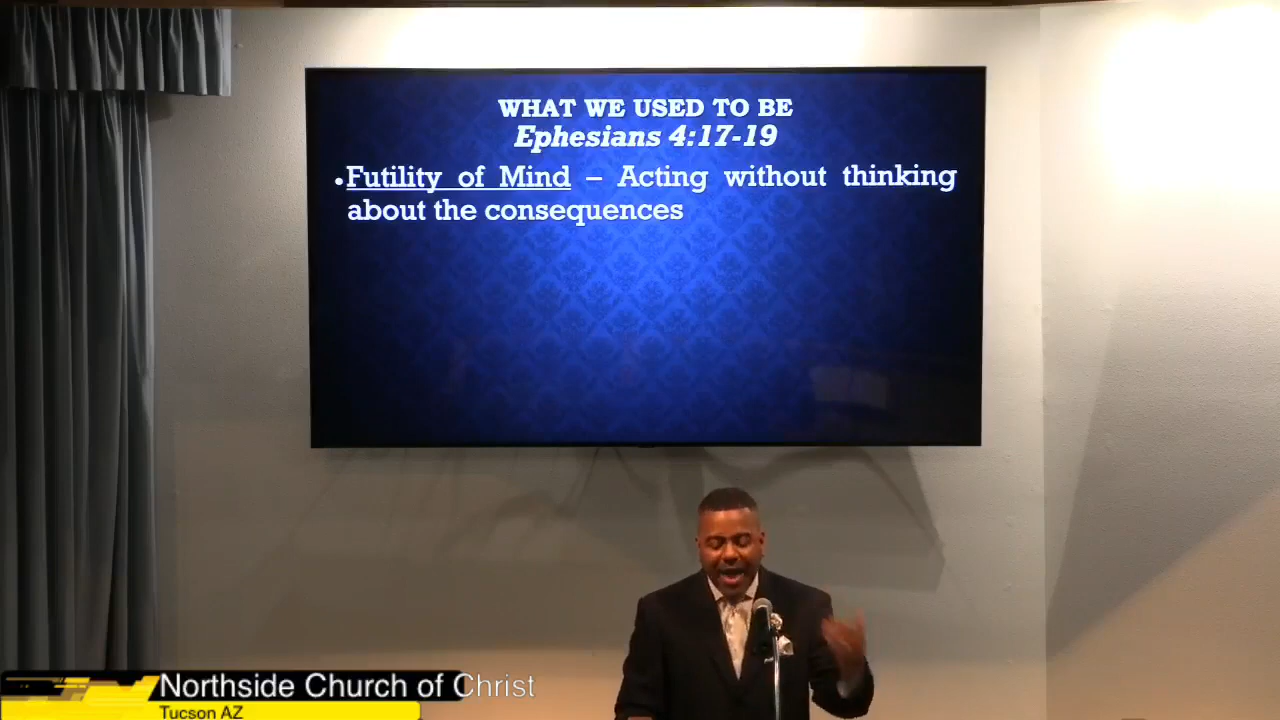 WHAT WE USED TO BE
Ephesians 4:17-19
•Futility of Mind – Acting without thinking
about the consequences
Northside Church of Christ
Tucson AZ